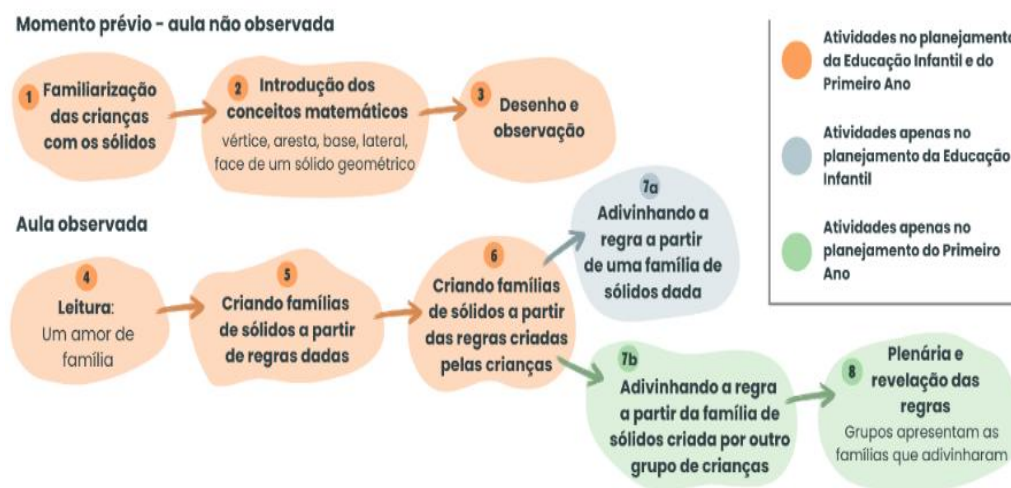 Momento prévio - aula não observada
1
Familiarização
das crianças
com os sólidos
2
Introdução dos
conceitos matemáticos
vértice, aresta, base, lateral,
face de um sólido geométrico
3
Desenho e
observação
Aula observada
4
Leitura:
Um amor de
família
5
Criando famílias
de sólidos a partir
de regras dadas
6
Criando famílias
de sólidos a partir
das regras criadas
pelas crianças
7a
Adivinhando a
regra a partir
de uma família de
sólidos dada
7b
Adivinhando a regra
a partir da família de
sólidos criada por outro
grupo de crianças
8
Plenária e
revelação das
regras
Grupos apresentam as
famílias que adivinharam
Atividades no planejamento
da Educação Infantil e do
Primeiro Ano
Atividades apenas no
planejamento da Educação
Infantil
Atividades apenas no
planejamento do Primeiro
Ano